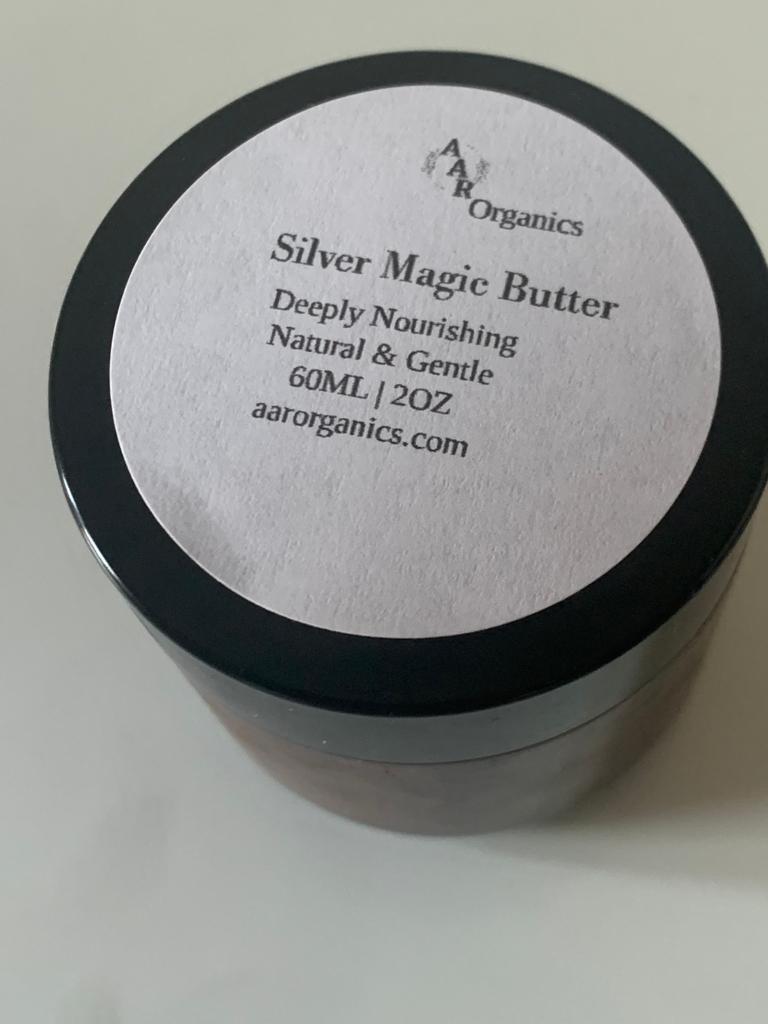 AAR
Organics
Silver Magic Butter
Deeply Nourishing
Natural & Gentle
60ML | 2OZ
aarorganics.com